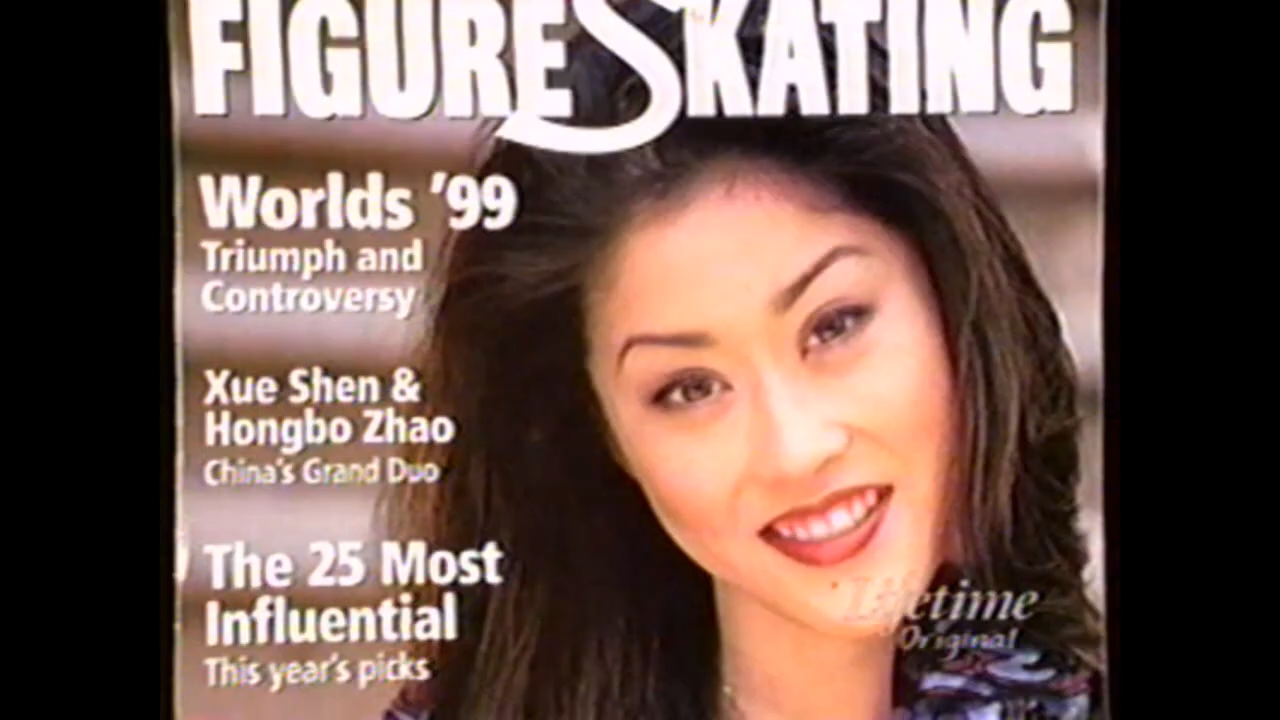 FIGURE SKATING
Worlds '99
Triumph and
Controversy
Xue Shen &
Hongbo Zhao
China's Grand Duo
The 25 Most
Influential
This year's picks
Lifetime
Original